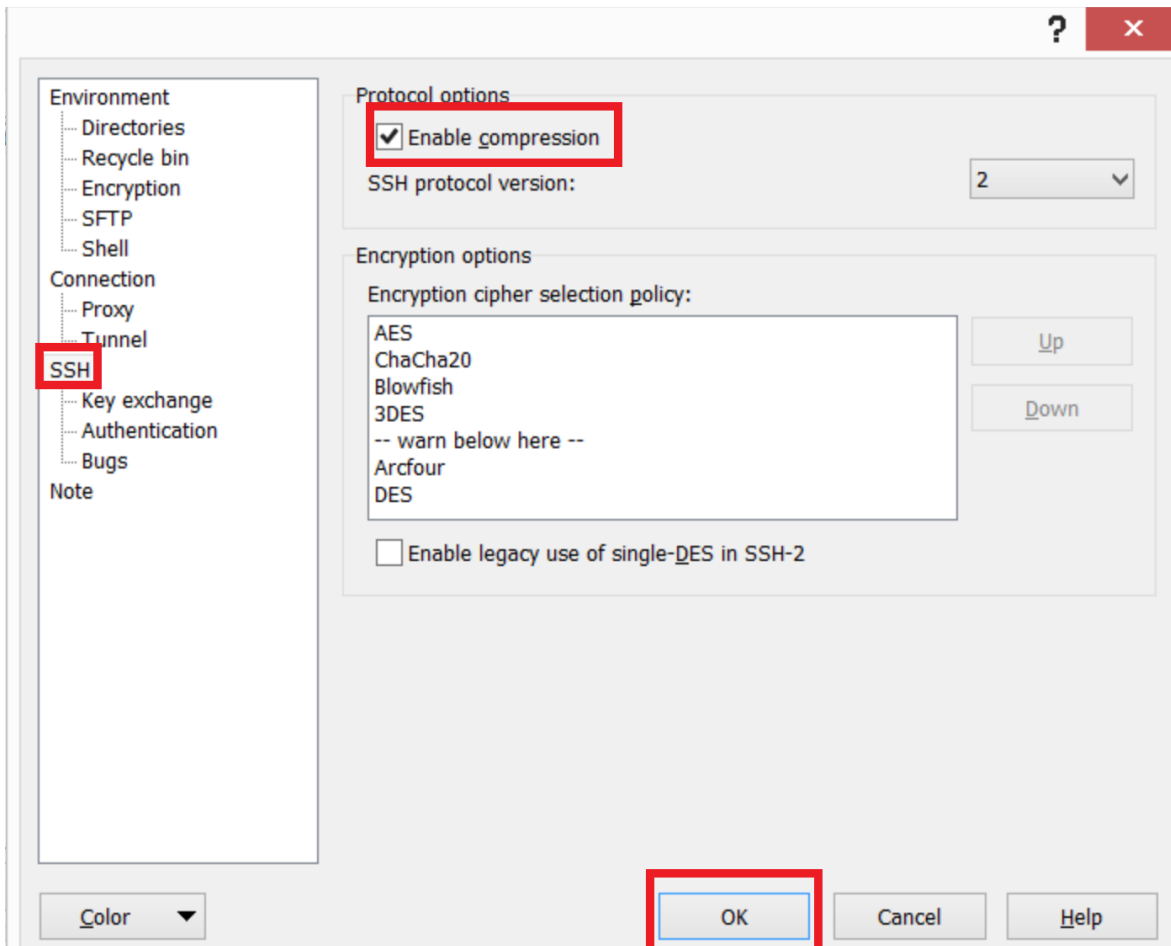 ?
Environment
Directories
Recycle bin
Encryption
SFTP
Shell
Connection
Proxy
Tunnel
SSH
Key exchange
Authentication
Bugs
Note
Protocol options
Enable compression
SSH protocol version:
2
Encryption options
Encryption cipher selection policy:
AES
ChaCha20
Blowfish
3DES
-- warn below here --
Arcfour
DES
Up
Down
Enable legacy use of single-DES in SSH-2
Color
OK
Cancel
Help